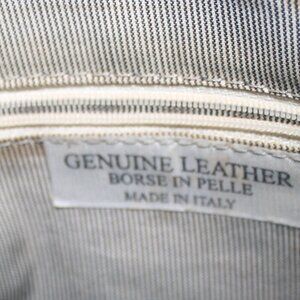 GENUINE LEATHER
BORSE IN PELLE
MADE IN ITALY